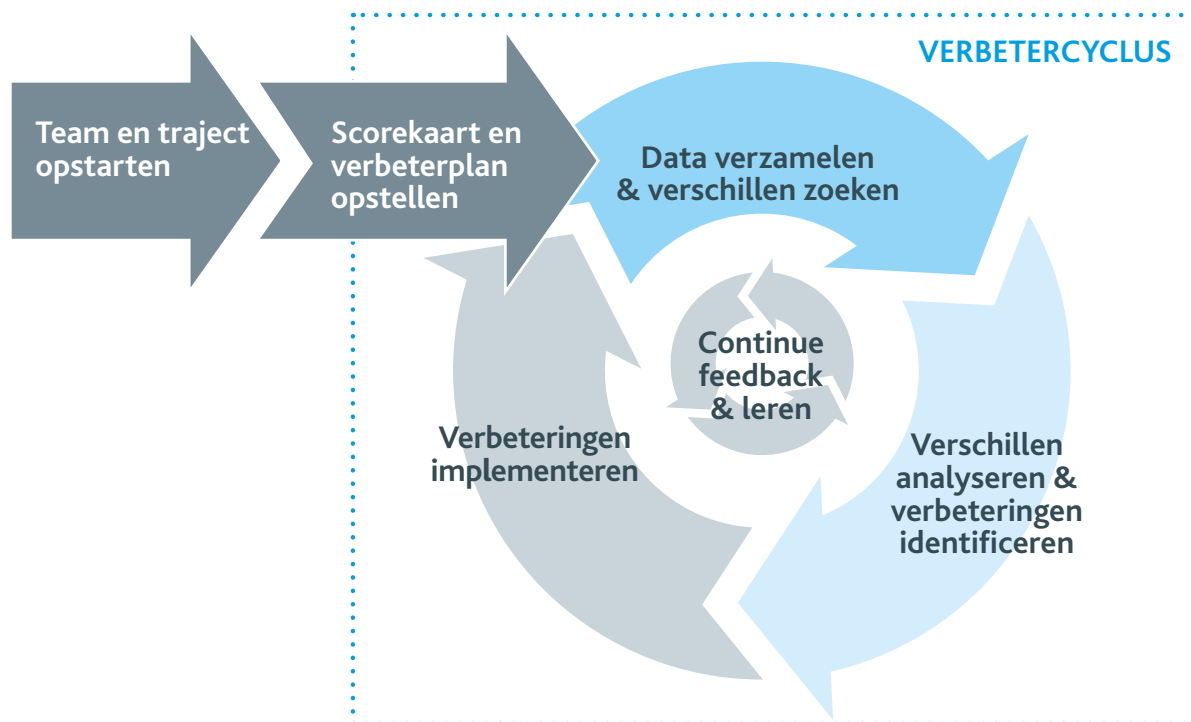 VERBETERCYCLUS
Team en traject
opstarten
Scorekaart en
verbeterplan
opstellen
Data verzamelen
& verschillen zoeken
Continue
feedback
& leren
Verbeteringen
implementeren
Verschillen
analyseren &
verbeteringen
identificeren